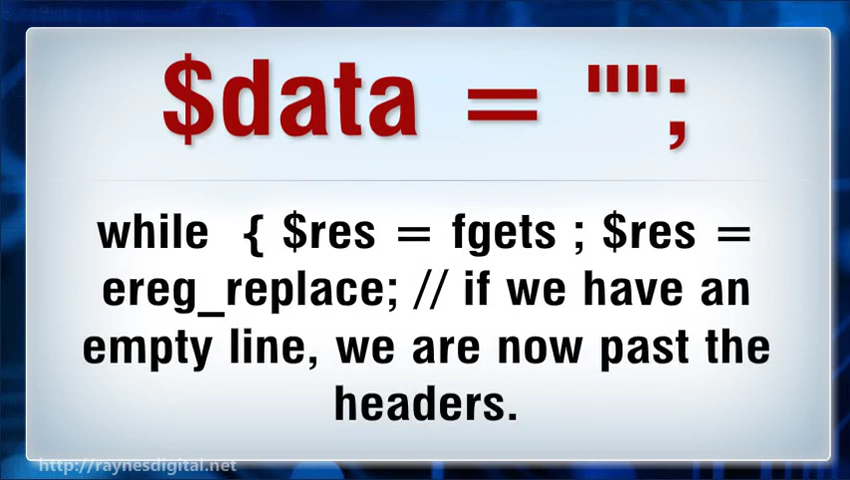 $data = "";
while { $res = fgets ; $res =
ereg_replace; // if we have an
empty line, we are now past the
headers.
http://raynesdigital.net